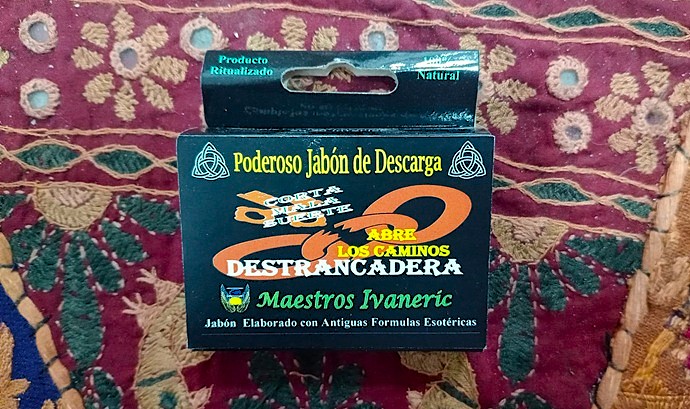 Producto
Ritualizado
100%
Natural
Poderoso Jabón de Descarga
CORTA
MALA
SUERTE
ABRE
LOS CAMINOS
DESTRANCADERA
Maestros Ivaneric
Jabón Elaborado con Antiguas Formulas Esotéricas